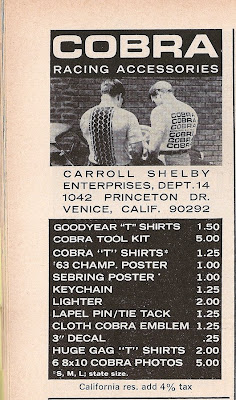 COBRA
RACING ACCESSORIES
CARROLL SHELBY
ENTERPRISES, DEPT.14
1042 PRINCETON DR.
VENICE, CALIF. 90292
GOODYEAR "T" SHIRTS 1.50
COBRA TOOL KIT 5.00
COBRA "T" SHIRTS* 1.25
'63 CHAMP. POSTER 1.00
SEBRING POSTER 1.00
KEYCHAIN 1.25
LIGHTER 2.00
LAPEL PIN/TIE TACK 1.25
CLOTH COBRA EMBLEM 1.25
3" DECAL .25
HUGE GAG "T" SHIRTS 2.00
6 8x10 COBRA PHOTOS 5.00
*S, M, L; state size.
California res. add 4% tax